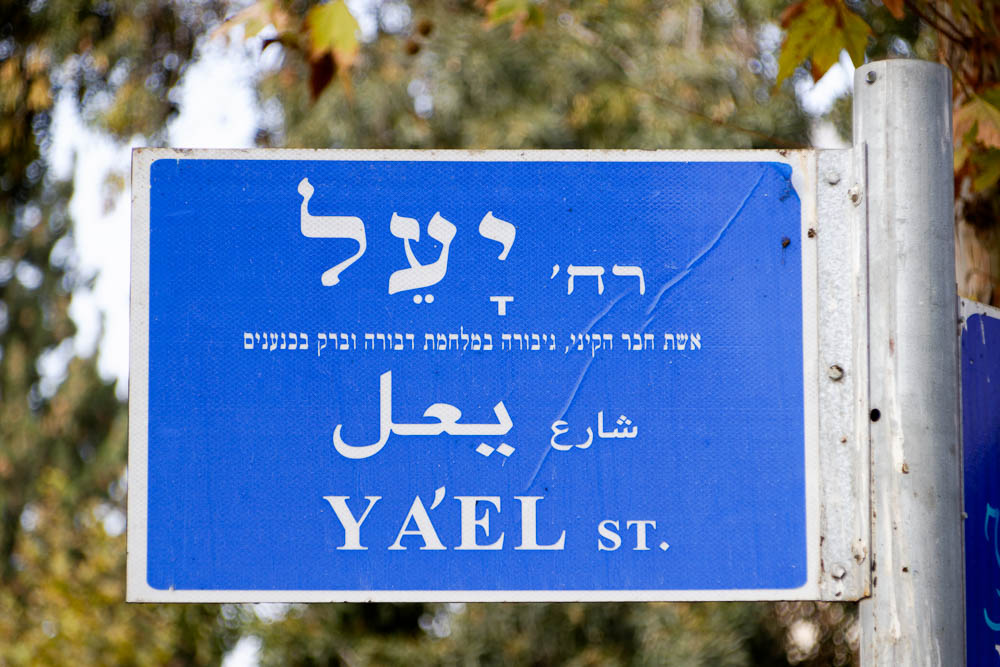 רח' יָעֵל
אשת חבר הקיני, גיבורה במלחמת דבורה וברק בכנענים
شارع يعل
YA'EL ST.